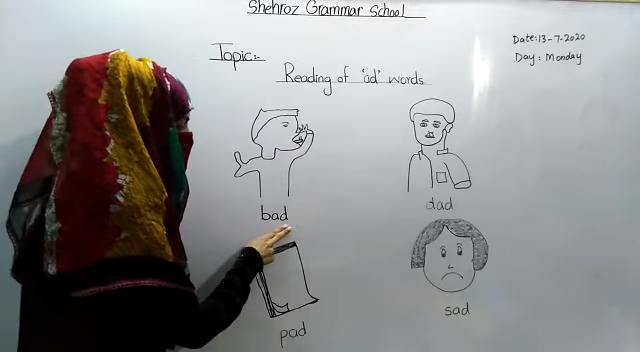 Shehroz Grammar School
Date:13-7-2020
Day: Monday
Topic:-
Reading of 'ad' words
bad
dad
pad
sad